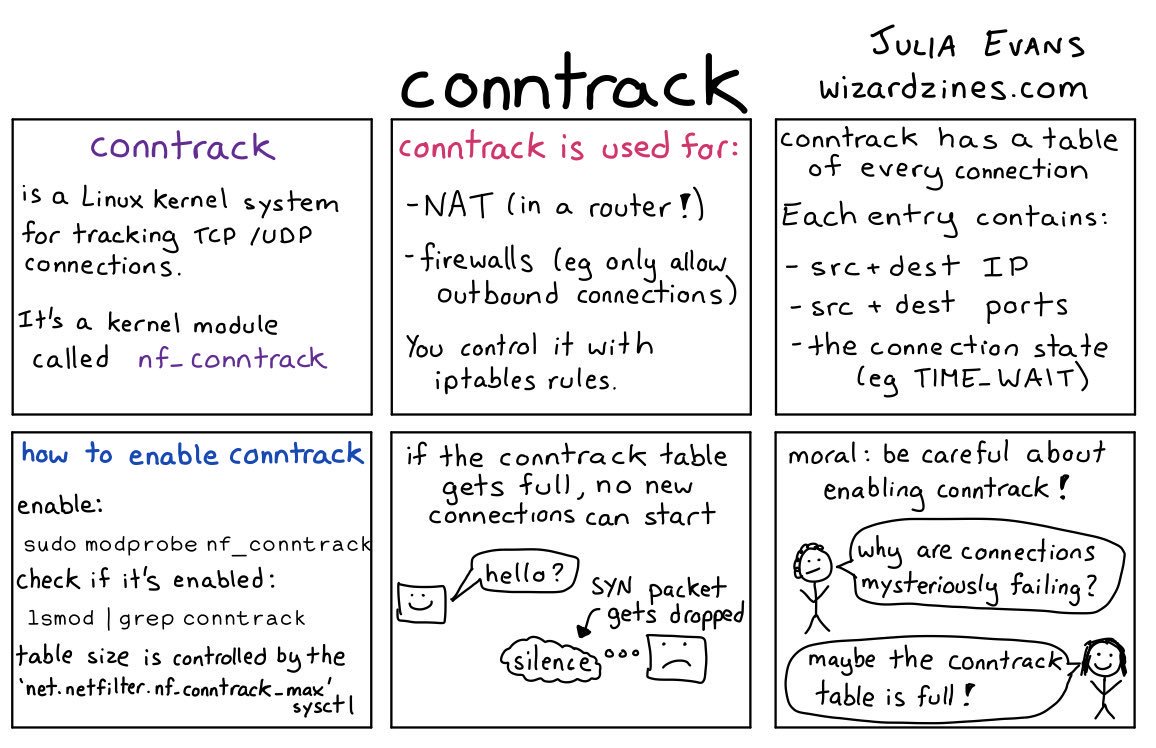 JULIA EVANS
wizardzines.com
conntrack
conntrack
is a Linux kernel system
for tracking TCP /UDP
connections.
It's a kernel module
called nf_conntrack
conntrack is used for:
- NAT (in a router!)
- firewalls (eg only allow
outbound connections)
You control it with
iptables rules.
conntrack has a table
of every connection
Each entry contains:
- src + dest IP
- src + dest ports
- the connection state
(eg TIME_WAIT)
how to enable conntrack
enable:
sudo modprobe nf_conntrack
check if it's enabled:
lsmod | grep conntrack
table size is controlled by the
'net.netfilter.nf_conntrack_max'
sysctl
if the conntrack table
gets full, no new
connections can start
hello?
SYN packet
gets dropped
silence
moral: be careful about
enabling conntrack!
why are connections
mysteriously failing?
maybe the conntrack
table is full!